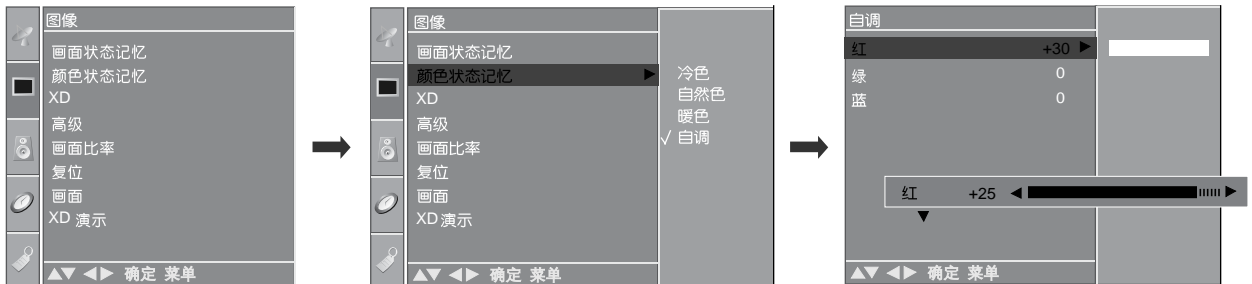 图像
画面状态记忆
颜色状态记忆
XD
高级
画面比率
复位
画面
XD 演示
▲▼ ◀▶ 确定 菜单
图像
画面状态记忆
颜色状态记忆 ▶
XD
高级
画面比率
复位
画面
XD 演示
▲▼ ◀▶ 确定 菜单
冷色
自然色
暖色
√ 自调
自调
红 +30 ▶
绿 0
蓝 0
红 +25 ◀ ▶
▼
▲▼ ◀▶ 确定 菜单